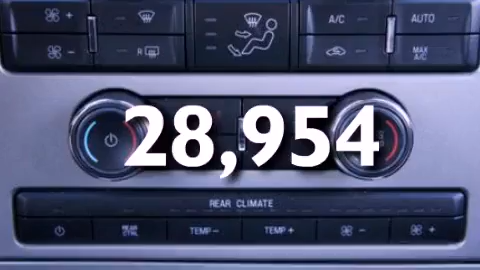 + A/C AUTO
- R MAX
A/C
28,954
REAR CLIMATE
REAR
CTRL TEMP- TEMP+ - +